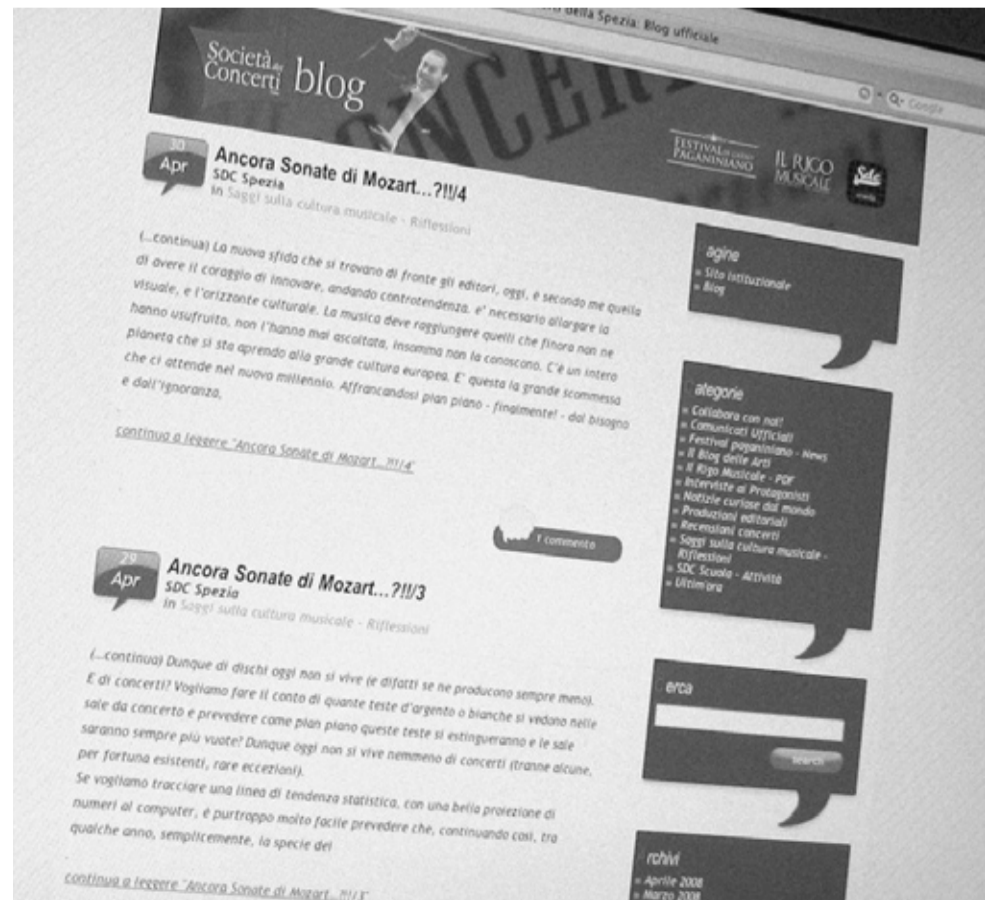 della Spezia: Blog ufficiale
Google
Società dei
Concerti blog
NCER
FESTIVAL
PAGANINIANO
IL RIGO
MUSICALE
Sdc
30
Apr
Ancora Sonate di Mozart...?!!/4
SDC Spezia
in Saggi sulla cultura musicale - Riflessioni
(...continua) La nuova sfida che si trovano di fronte gli editori, oggi, è secondo me quella
di avere il coraggio di innovare, andando controtendenza, e' necessario allargare la
visuale, e l'orizzonte culturale. La musica deve raggiungere quelli che finora non ne
hanno usufruito, non l'hanno mai ascoltata, insomma non la conoscono. C'è un intero
pianeta che si sta aprendo alla grande cultura europea. E' questa la grande scommessa
che ci attende nel nuovo millennio. Affrancandosi pian piano - finalmente! - dal bisogno
e dall'ignoranza.
continua a leggere "Ancora Sonate di Mozart...?!!/4"
1 commento
29
Apr
Ancora Sonate di Mozart...?!!/3
SDC Spezia
in Saggi sulla cultura musicale - Riflessioni
(...continua) Dunque di dischi oggi non si vive (e difatti se ne producono sempre meno).
E di concerti? Vogliamo fare il conto di quante teste d'argento o bianche si vedono nelle
sale da concerto e prevedere come pian piano queste teste si estingueranno e le sale
saranno sempre più vuote? Dunque oggi non si vive nemmeno di concerti (tranne alcune,
per fortuna esistenti, rare eccezioni).
Se vogliamo tracciare una linea di tendenza statistica, con una bella proiezione di
numeri al computer, è purtroppo molto facile prevedere che, continuando così, tra
qualche anno, semplicemente, la specie dei
continua a leggere "Ancora Sonate di Mozart...?!!/3"
agine
» Sito istituzionale
» Blog
ategorie
» Collabora con noi!
» Comunicati Ufficiali
» Festival paganiniano - News
» Il Blog delle Arti
» Il Rigo Musicale - PDF
» Interviste ai Protagonisti
» Notizie curiose dal mondo
» Produzioni editoriali
» Recensioni concerti
» Saggi sulla cultura musicale -
Riflessioni
» SDC Scuola - Attività
» Ultim'ora
erca
search
rchivi
» Aprile 2008
» Marzo 2008